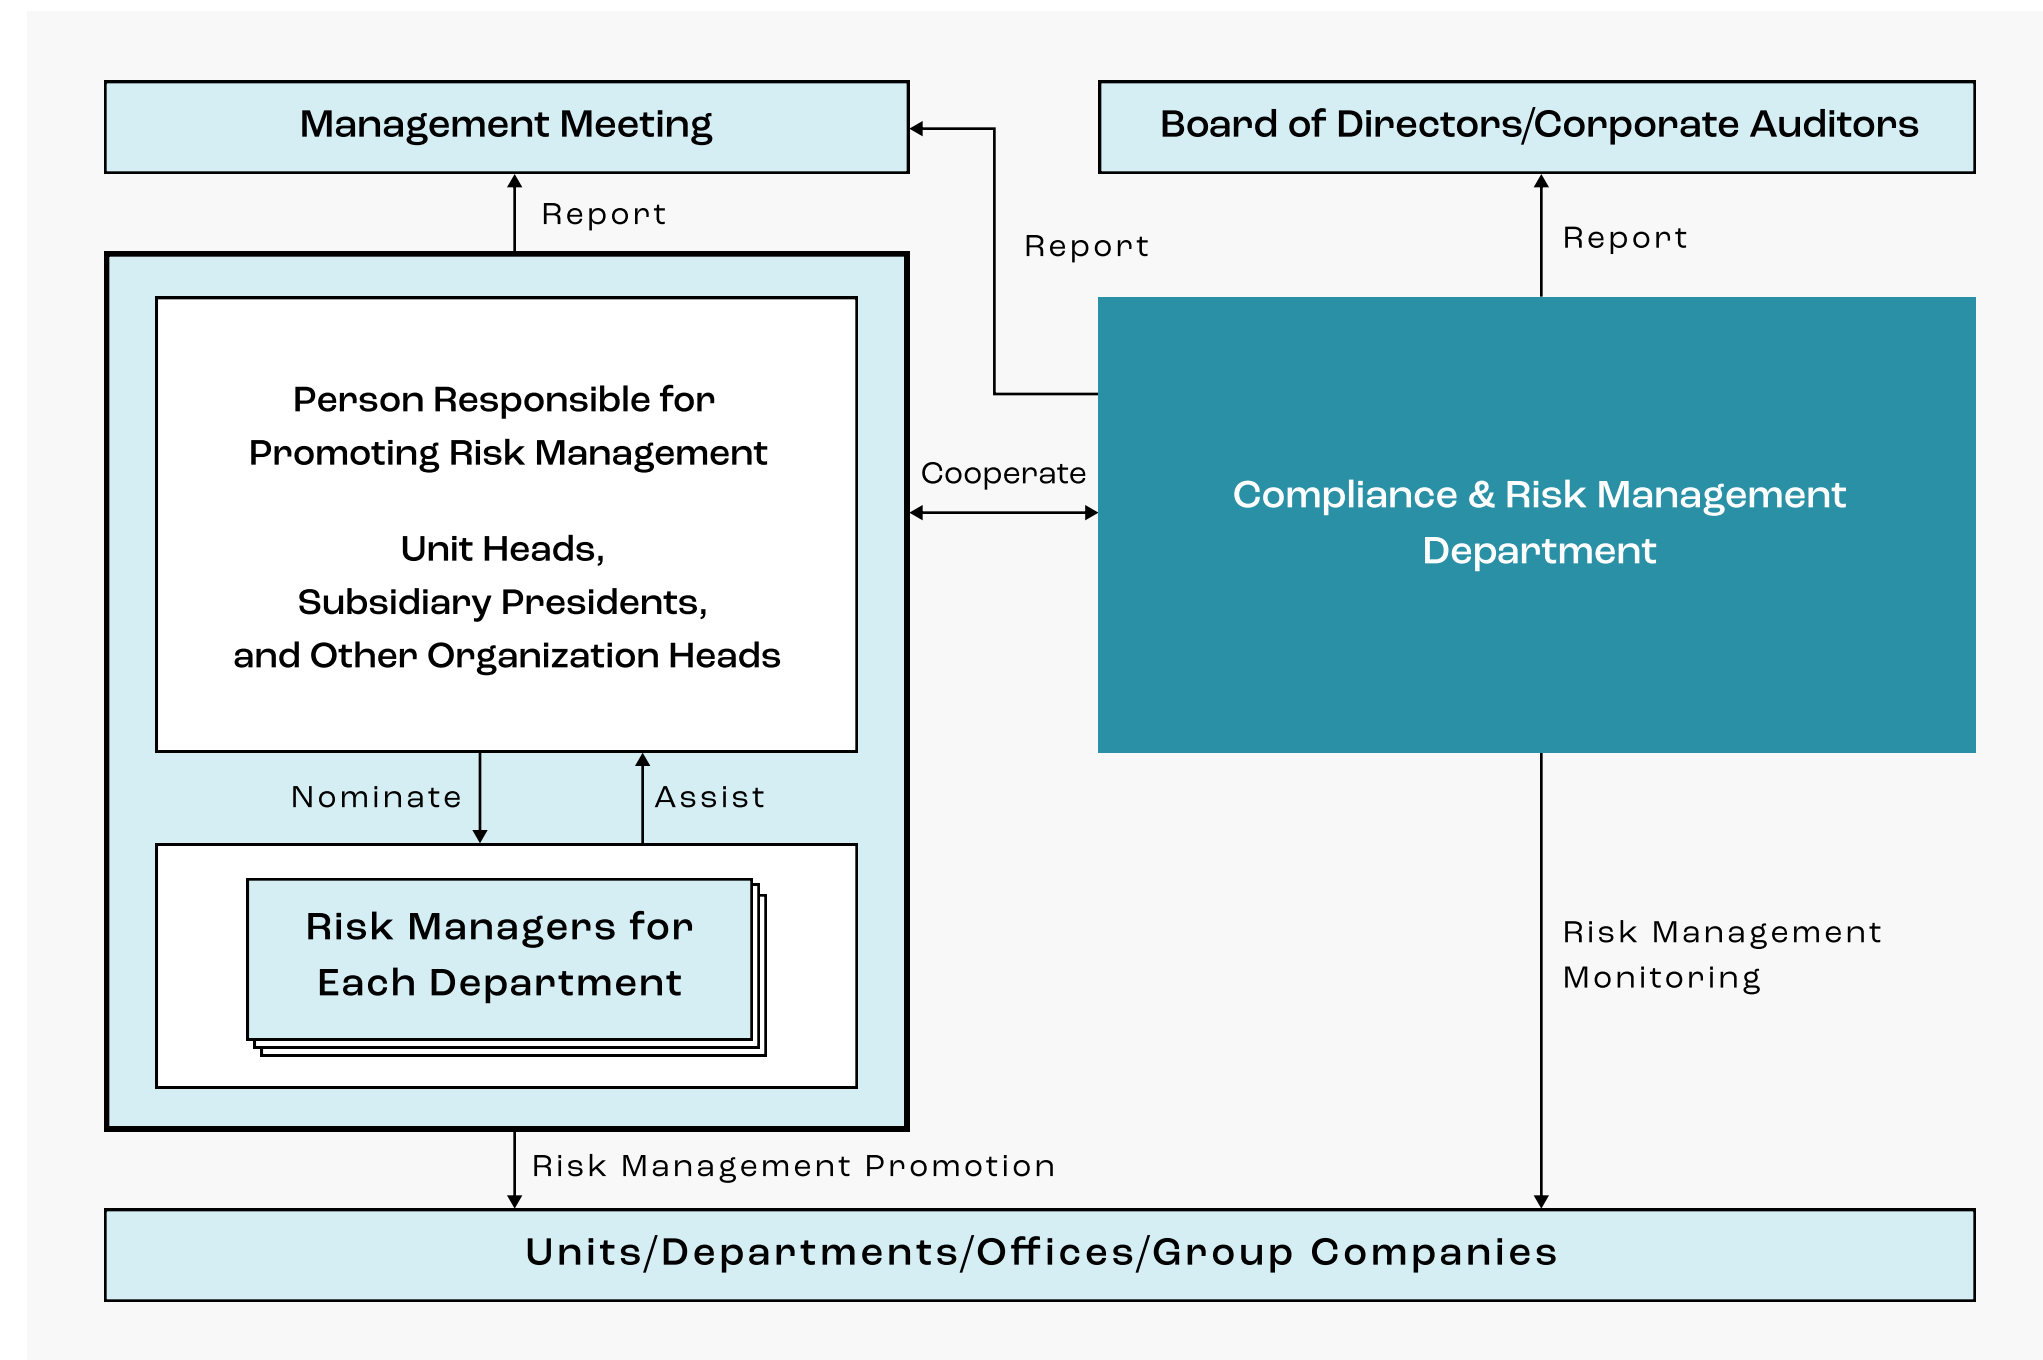 Management Meeting
Board of Directors/Corporate Auditors
Report
Report
Report
Person Responsible for
Promoting Risk Management
Unit Heads,
Subsidiary Presidents,
and Other Organization Heads
Cooperate
Compliance & Risk Management
Department
Nominate
Assist
Risk Managers for
Each Department
Risk Management
Monitoring
Risk Management Promotion
Units/Departments/Offices/Group Companies